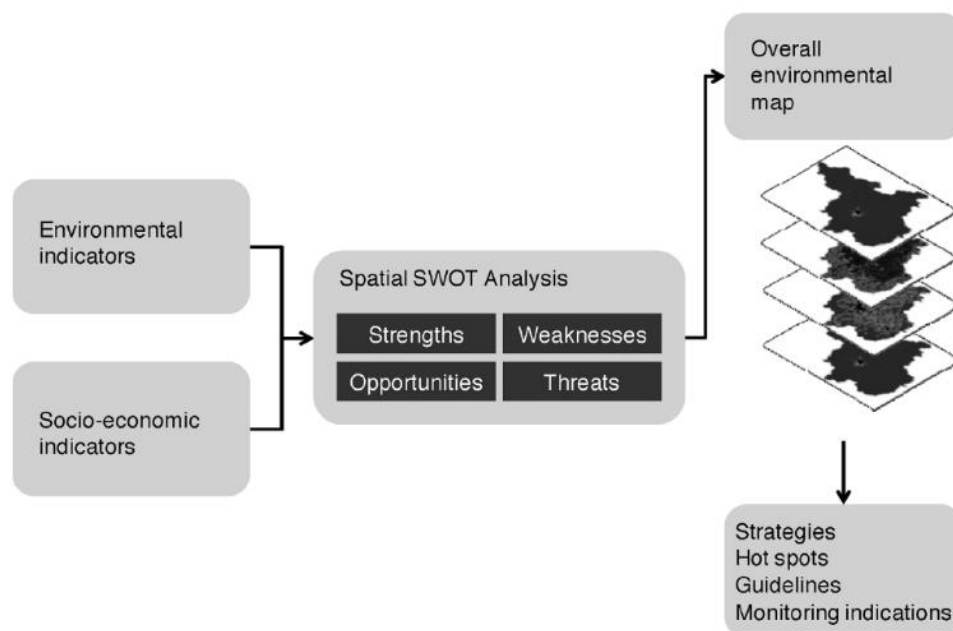 Overall
environmental
map
Environmental
indicators
Spatial SWOT Analysis
Strengths
Weaknesses
Opportunities
Threats
Socio-economic
indicators
Strategies
Hot spots
Guidelines
Monitoring indications